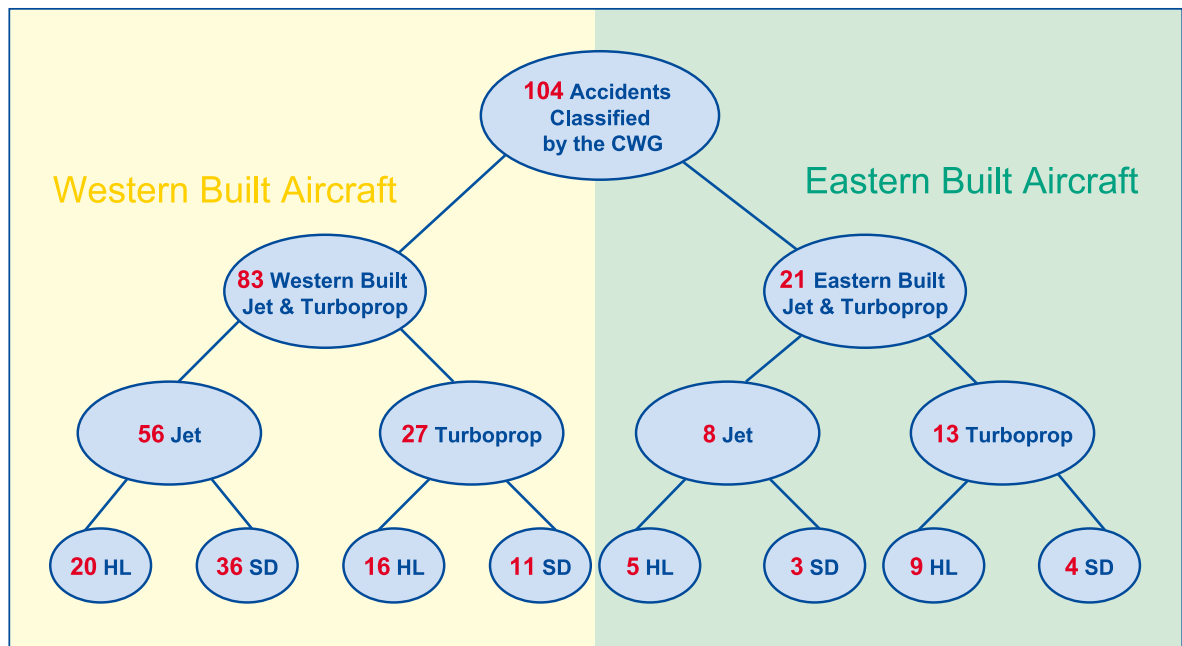 104 Accidents
Classified
by the CWG
Western Built Aircraft
Eastern Built Aircraft
83 Western Built
Jet & Turboprop
21 Eastern Built
Jet & Turboprop
56 Jet
27 Turboprop
8 Jet
13 Turboprop
20 HL
36 SD
16 HL
11 SD
5 HL
3 SD
9 HL
4 SD